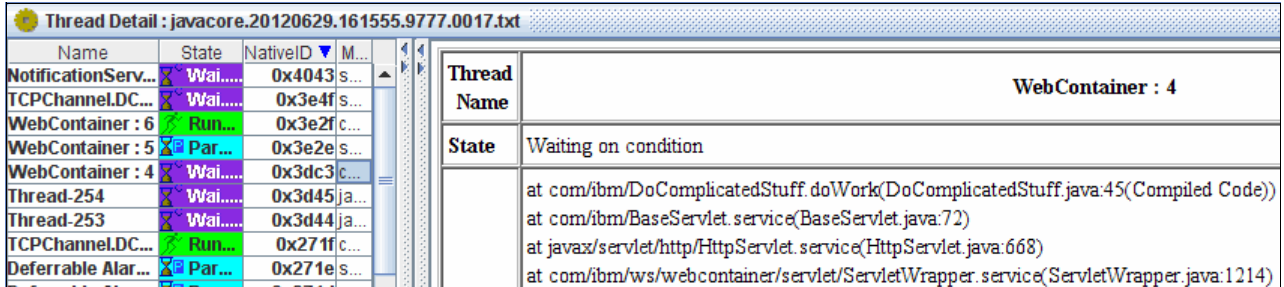 Thread Detail : javacore.20120629.161555.9777.0017.txt
Name State NativeID M...
NotificationServ... Wai..... 0x4043 s...
TCPChannel.DC... Wai..... 0x3e4f s...
WebContainer : 6 Run... 0x3e2f c...
WebContainer : 5 Par... 0x3e2e s...
WebContainer : 4 Wai..... 0x3dc3 c...
Thread-254 Wai..... 0x3d45 ja...
Thread-253 Wai..... 0x3d44 ja...
TCPChannel.DC... Run... 0x271f c...
Deferrable Alar... Par... 0x271e s...
Thread Name
WebContainer : 4
State Waiting on condition
at com/ibm/DoComplicatedStuff.doWork(DoComplicatedStuff.java:45(Compiled Code))
at com/ibm/BaseServlet.service(BaseServlet.java:72)
at javax/servlet/http/HttpServlet.service(HttpServlet.java:668)
at com/ibm/ws/webcontainer/servlet/ServletWrapper.service(ServletWrapper.java:1214)